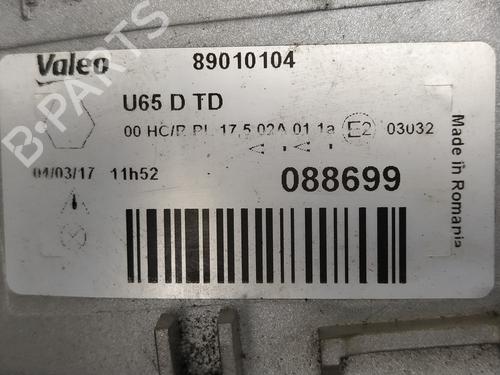 Valeo 89010104
U65 D TD
00 HC/R PL 17.5 02A 01 1a E2 03032
04/03/17 11h52 088699
Made in Romania